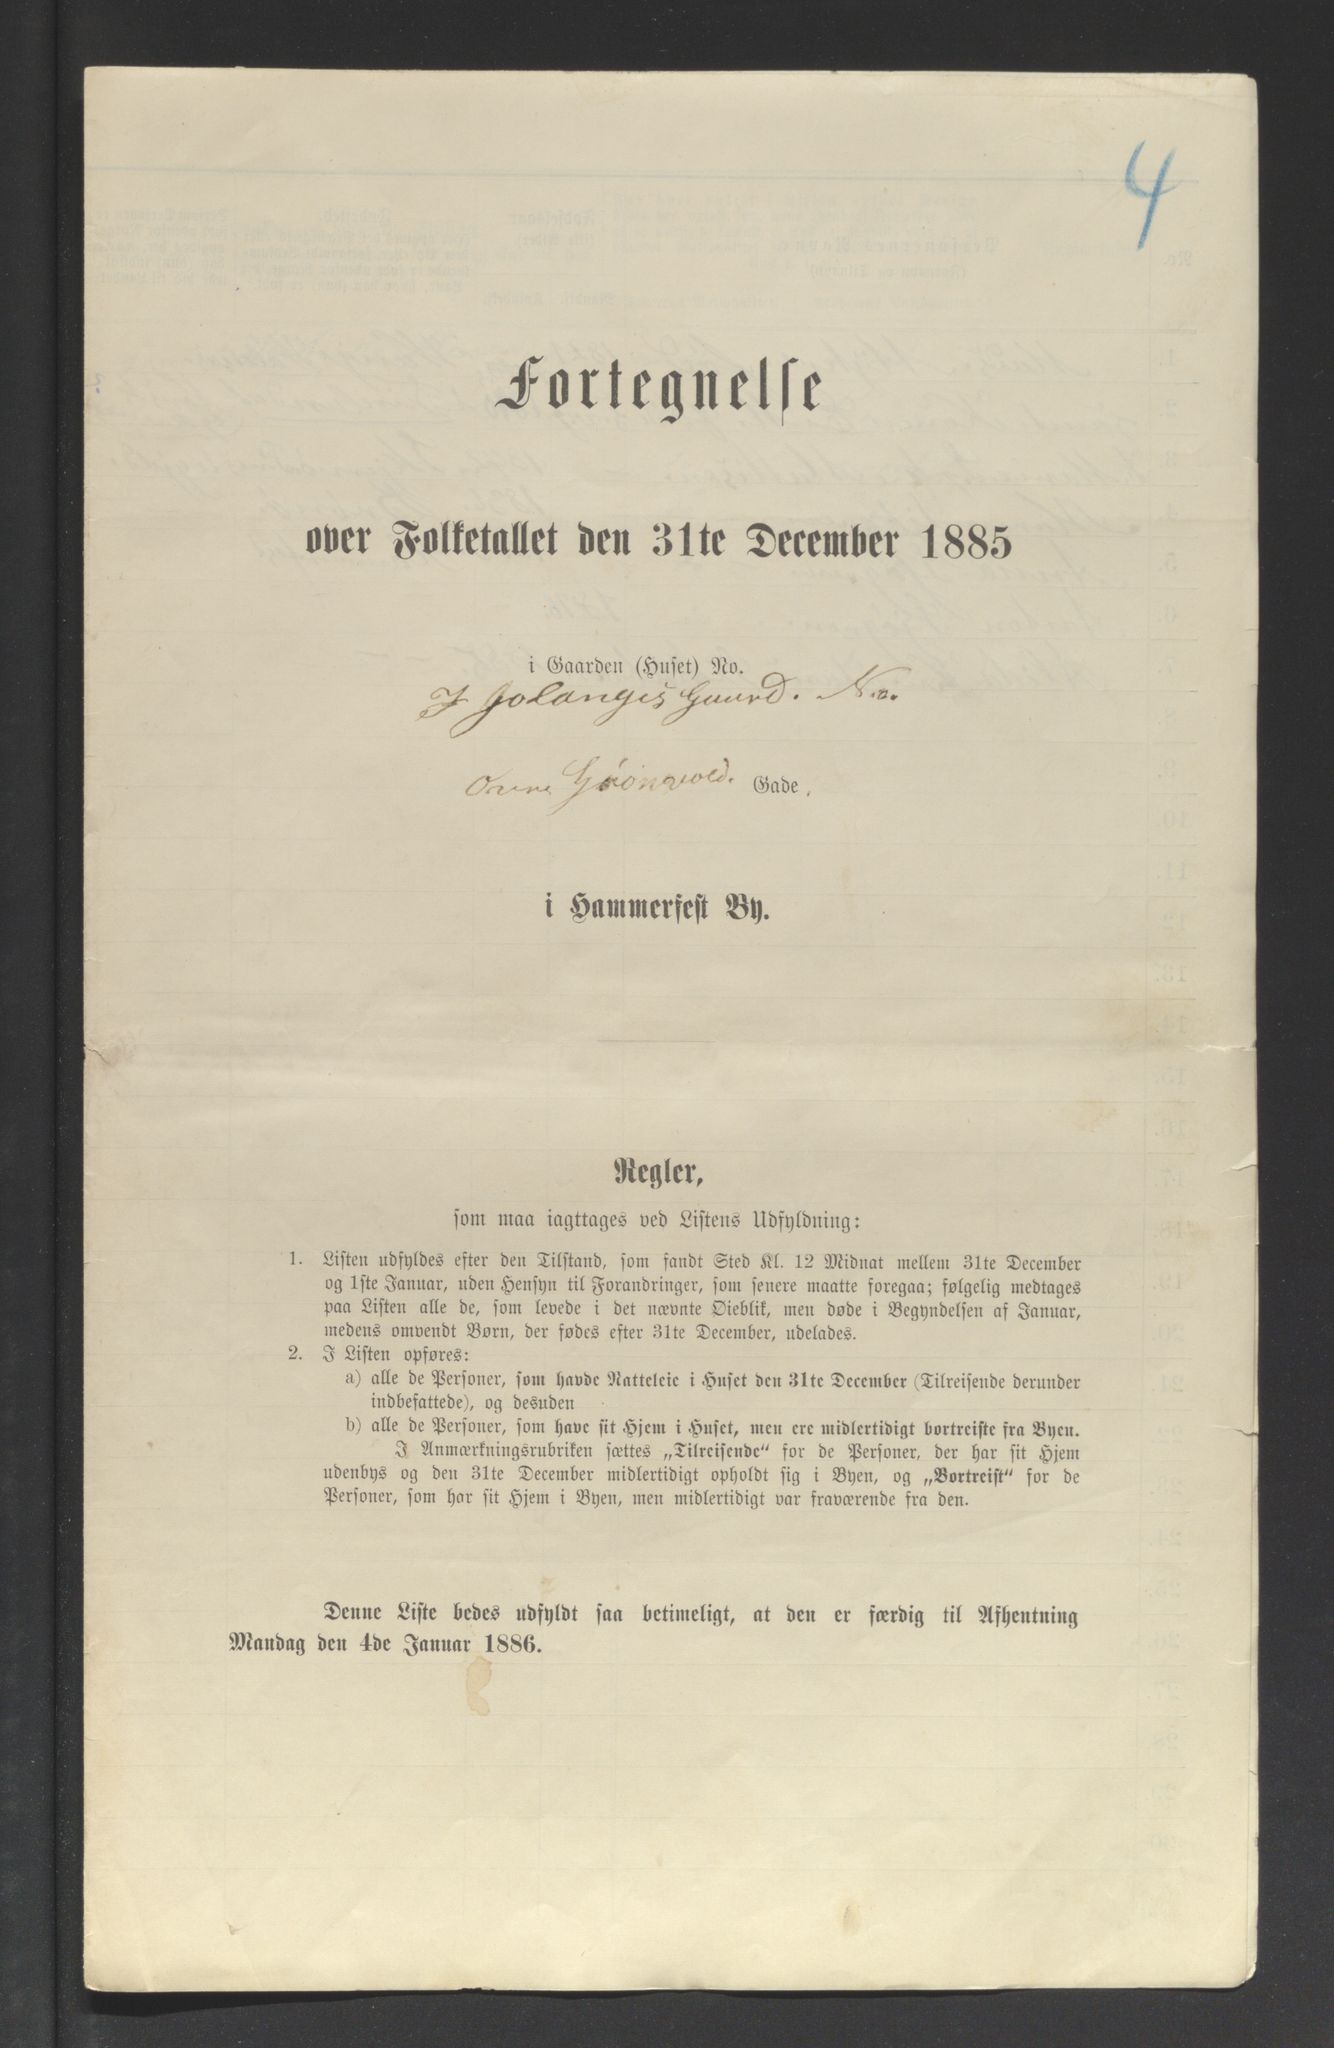 4
Fortegnelse
over Folketallet den 31te December 1885
i Gaarden (Huset) No.
I Golanges Gaard. No.
Øvre Grönvold. Gade.
i Hammerfest By.
Regler,
som maa iagttages ved Listens Udfyldning:
1. Listen udfyldes efter den Tilstand, som fandt Sted Kl. 12 Midnat mellem 31te December
og 1ste Januar, uden Hensyn til Forandringer, som senere maatte foregaa; følgelig medtages
paa Listen alle de, som levede i det nævnte Øieblik, men døde i Begyndelsen af Januar,
medens omvendt Børn, der fødes efter 31te December, udelades.
2. I Listen opføres:
a) alle de Personer, som havde Natteleie i Huset den 31te December (Tilreisende derunder
indbefattede), og desuden
b) alle de Personer, som have sit Hjem i Huset, men ere midlertidigt bortreiste fra Byen.
I Anmærkningsrubriken sættes „Tilreisende“ for de Personer, der har sit Hjem
udenbys og den 31te December midlertidigt opholdt sig i Byen, og „Bortreist“ for de
Personer, som har sit Hjem i Byen, men midlertidigt var fraværende fra den.
Denne Liste bedes udfyldt saa betimeligt, at den er færdig til Afhentning
Mandag den 4de Januar 1886.